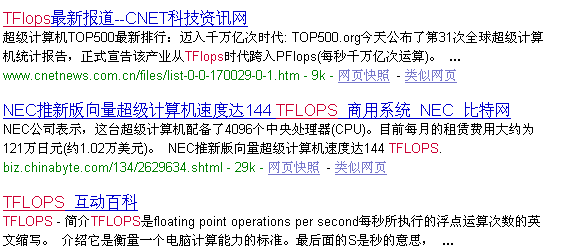 TFlops最新报道--CNET科技资讯网
超级计算机TOP500最新排行：迈入千万亿次时代: TOP500.org今天公布了第31次全球超级计算
机统计报告，正式宣告该产业从TFlops时代跨入PFlops(每秒千万亿次运算)。 ...
www.cnetnews.com.cn/files/list-0-0-170029-0-1.htm - 9k - 网页快照 - 类似网页
NEC推新版向量超级计算机速度达144 TFLOPS_商用系统_NEC_比特网
NEC公司表示，这台超级计算机配备了4096个中央处理器(CPU)。目前每月的租赁费用大约为
121万日元(约1.02万美元)。 NEC推新版向量超级计算机速度达144 TFLOPS.
biz.chinabyte.com/134/2629634.shtml - 29k - 网页快照 - 类似网页
TFLOPS_互动百科
TFLOPS - 简介TFLOPS是floating point operations per second每秒所执行的浮点运算次数的英
文缩写。 介绍它是衡量一个电脑计算能力的标准。最后面的S是秒的意思， ...